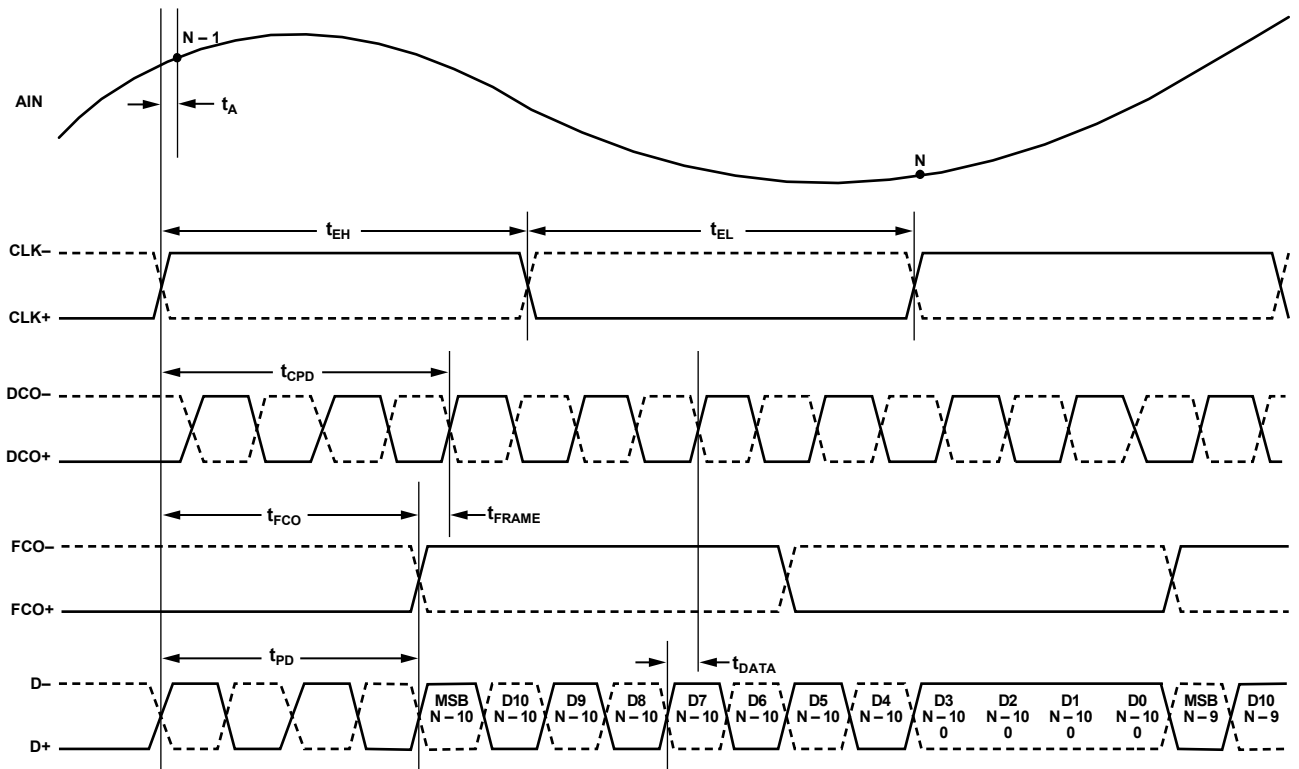 N – 1
AIN
tA
N
tEH
tEL
CLK–
CLK+
tCPD
DCO–
DCO+
tFCO
tFRAME
FCO–
FCO+
tPD
tDATA
D–
D+
MSB D10 D9 D8 D7 D6 D5 D4 D3 D2 D1 D0 MSB D10
N – 10 N – 10 N – 10 N – 10 N – 10 N – 10 N – 10 N – 10 N – 10 N – 10 N – 10 N – 10 N – 9 N – 9
0 0 0 0